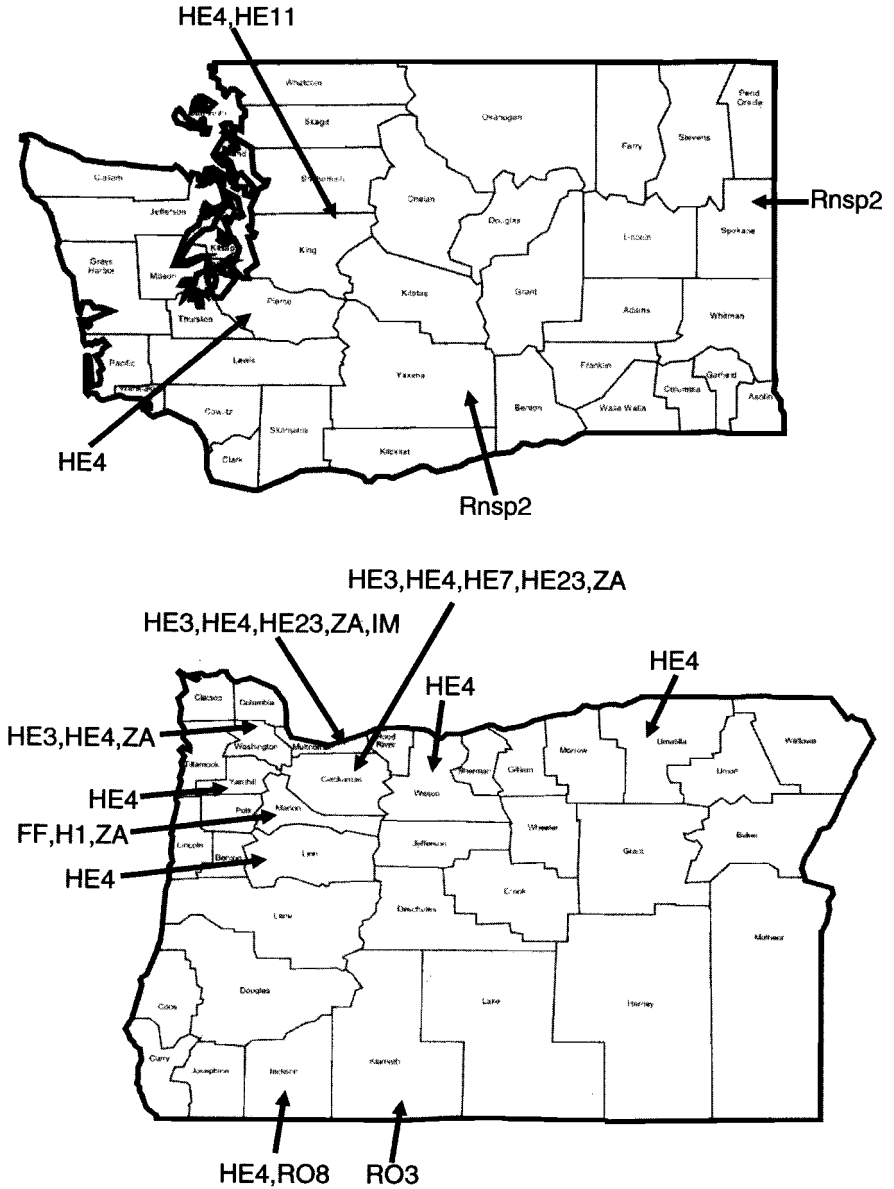 HE4,HE11
Whatcom
Pend
Oreille
Skagit
Okanogan
Ferry
Stevens
Clallam
Chelan
Rnsp2
Jefferson
Douglas
Lincoln
Spokane
King
Grays
Harbor
Mason
Kittitas
Grant
Pierce
Adams
Whitman
Thurston
Pacific
Lewis
Yakima
Franklin
Garfield
Columbia
Benton
Walla Walla
Asotin
Cowlitz
Skamania
HE4
Clark
Klickitat
Rnsp2
HE3,HE4,HE7,HE23,ZA
HE3,HE4,HE23,ZA,IM
HE4
HE4
Clatsop
Columbia
HE3,HE4,ZA
Washington
Hood
River
Umatilla
Wallowa
Morrow
Tillamook
Clackamas
Sherman
Gilliam
Union
Yamhill
HE4
Wasco
Polk
Marion
FF,H1,ZA
Wheeler
Baker
Lincoln
Jefferson
Grant
Benton
Linn
HE4
Crook
Deschutes
Lane
Malheur
Douglas
Coos
Lake
Harney
Curry
Josephine
Jackson
Klamath
HE4,RO8
RO3